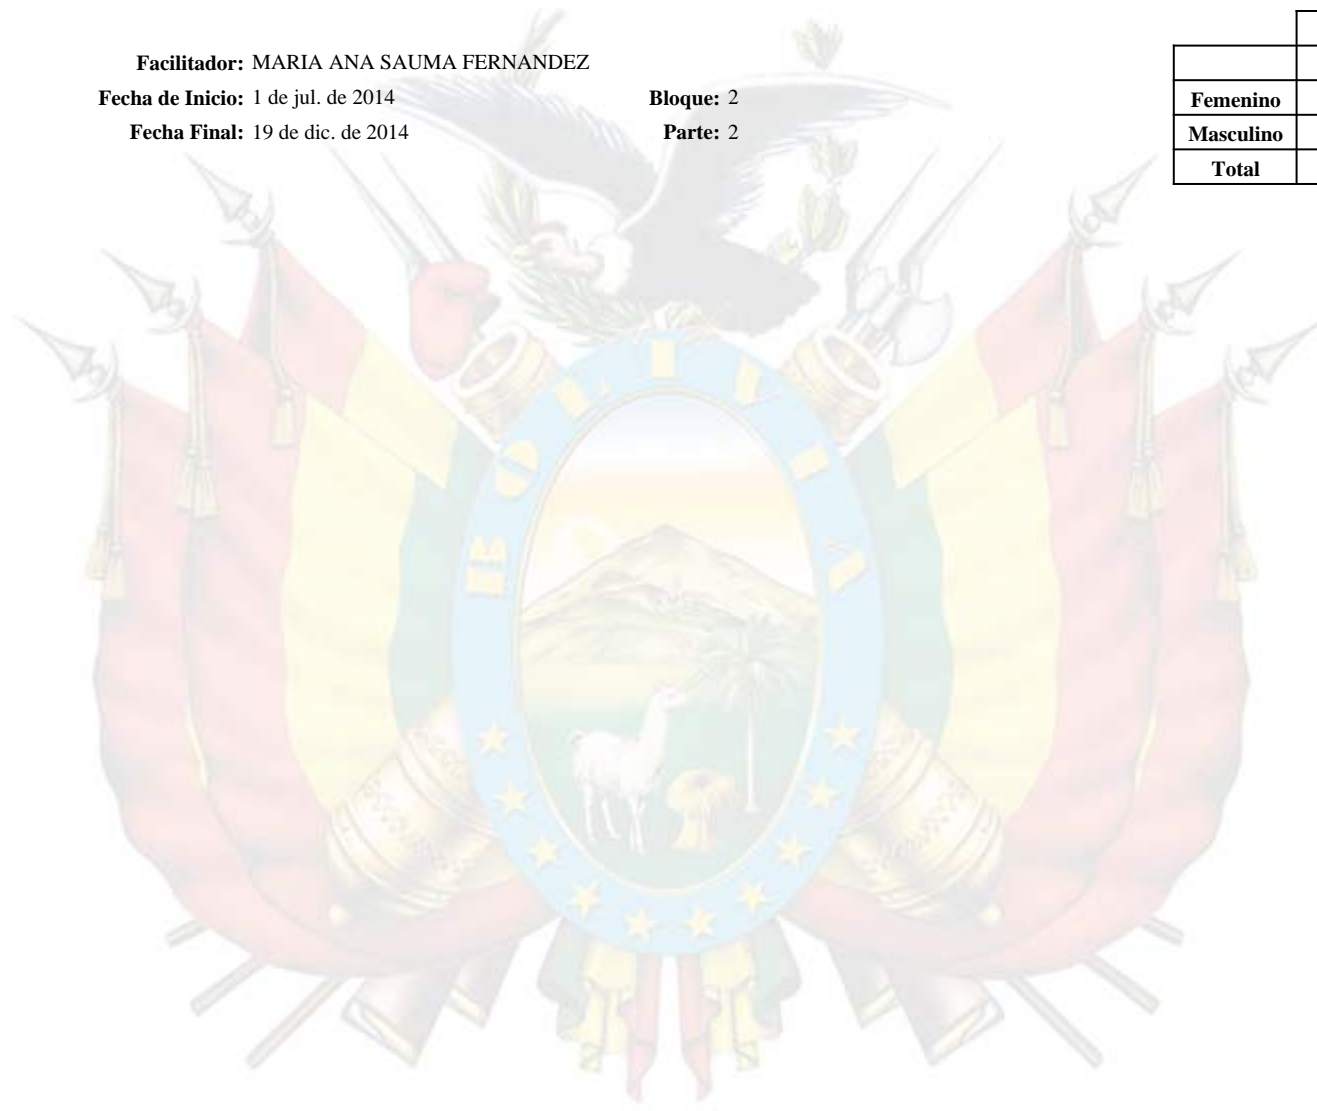 Facilitador: MARIA ANA SAUMA FERNANDEZ
Fecha de Inicio: 1 de jul. de 2014 Bloque: 2
Fecha Final: 19 de dic. de 2014 Parte: 2
Femenino
Masculino
Total
BOLIVIA